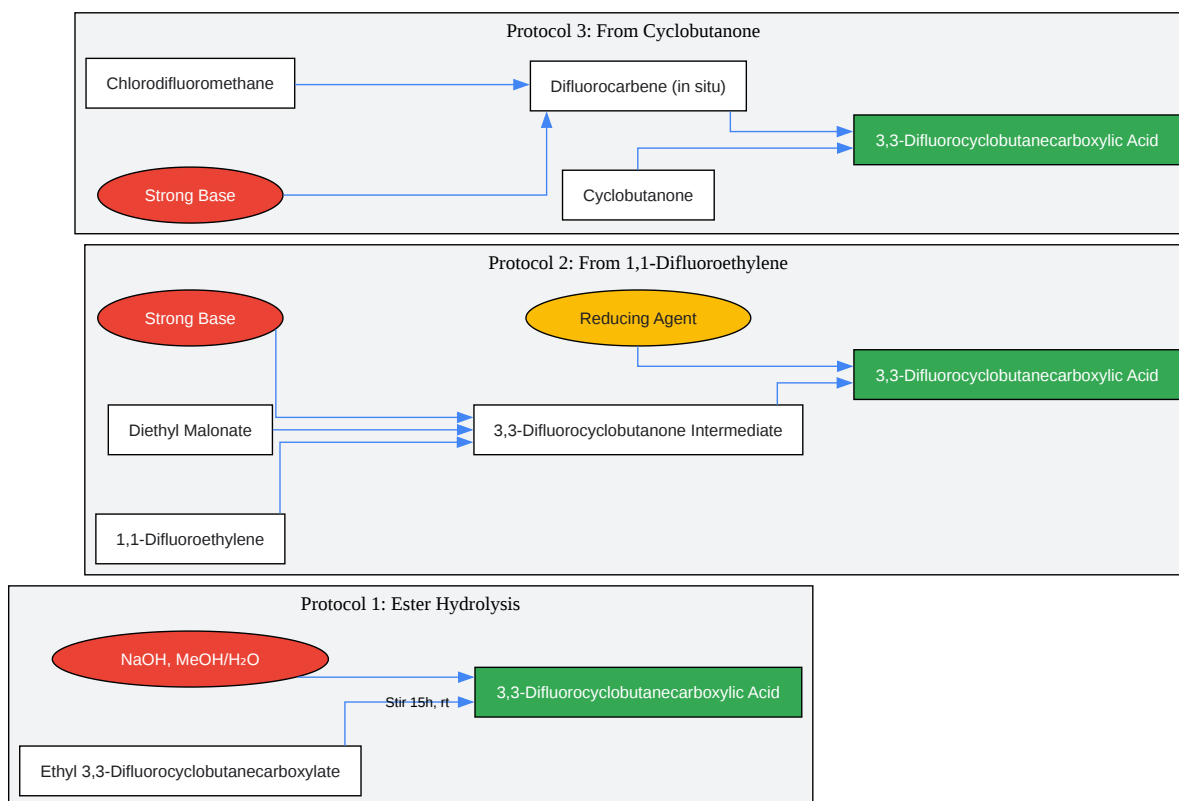 Protocol 3: From Cyclobutanone
Chlorodifluoromethane
Difluorocarbene (in situ)
3,3-Difluorocyclobutanecarboxylic Acid
Strong Base
Cyclobutanone
Protocol 2: From 1,1-Difluoroethylene
Strong Base
Reducing Agent
3,3-Difluorocyclobutanecarboxylic Acid
Diethyl Malonate
3,3-Difluorocyclobutanone Intermediate
1,1-Difluoroethylene
Protocol 1: Ester Hydrolysis
NaOH, MeOH/H₂O
3,3-Difluorocyclobutanecarboxylic Acid
Stir 15h, rt
Ethyl 3,3-Difluorocyclobutanecarboxylate